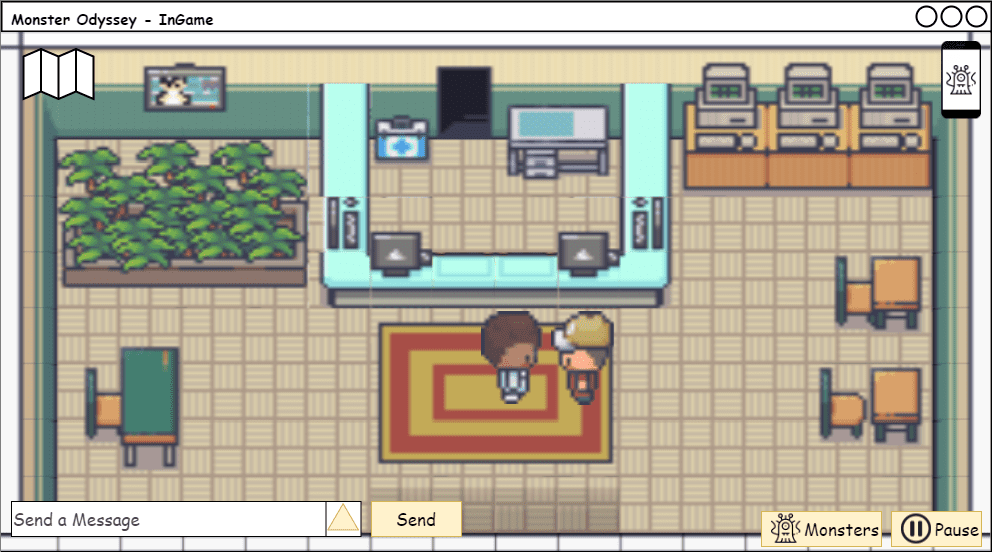 Monster Odyssey - InGame
Send a Message
Send
Monsters
Pause